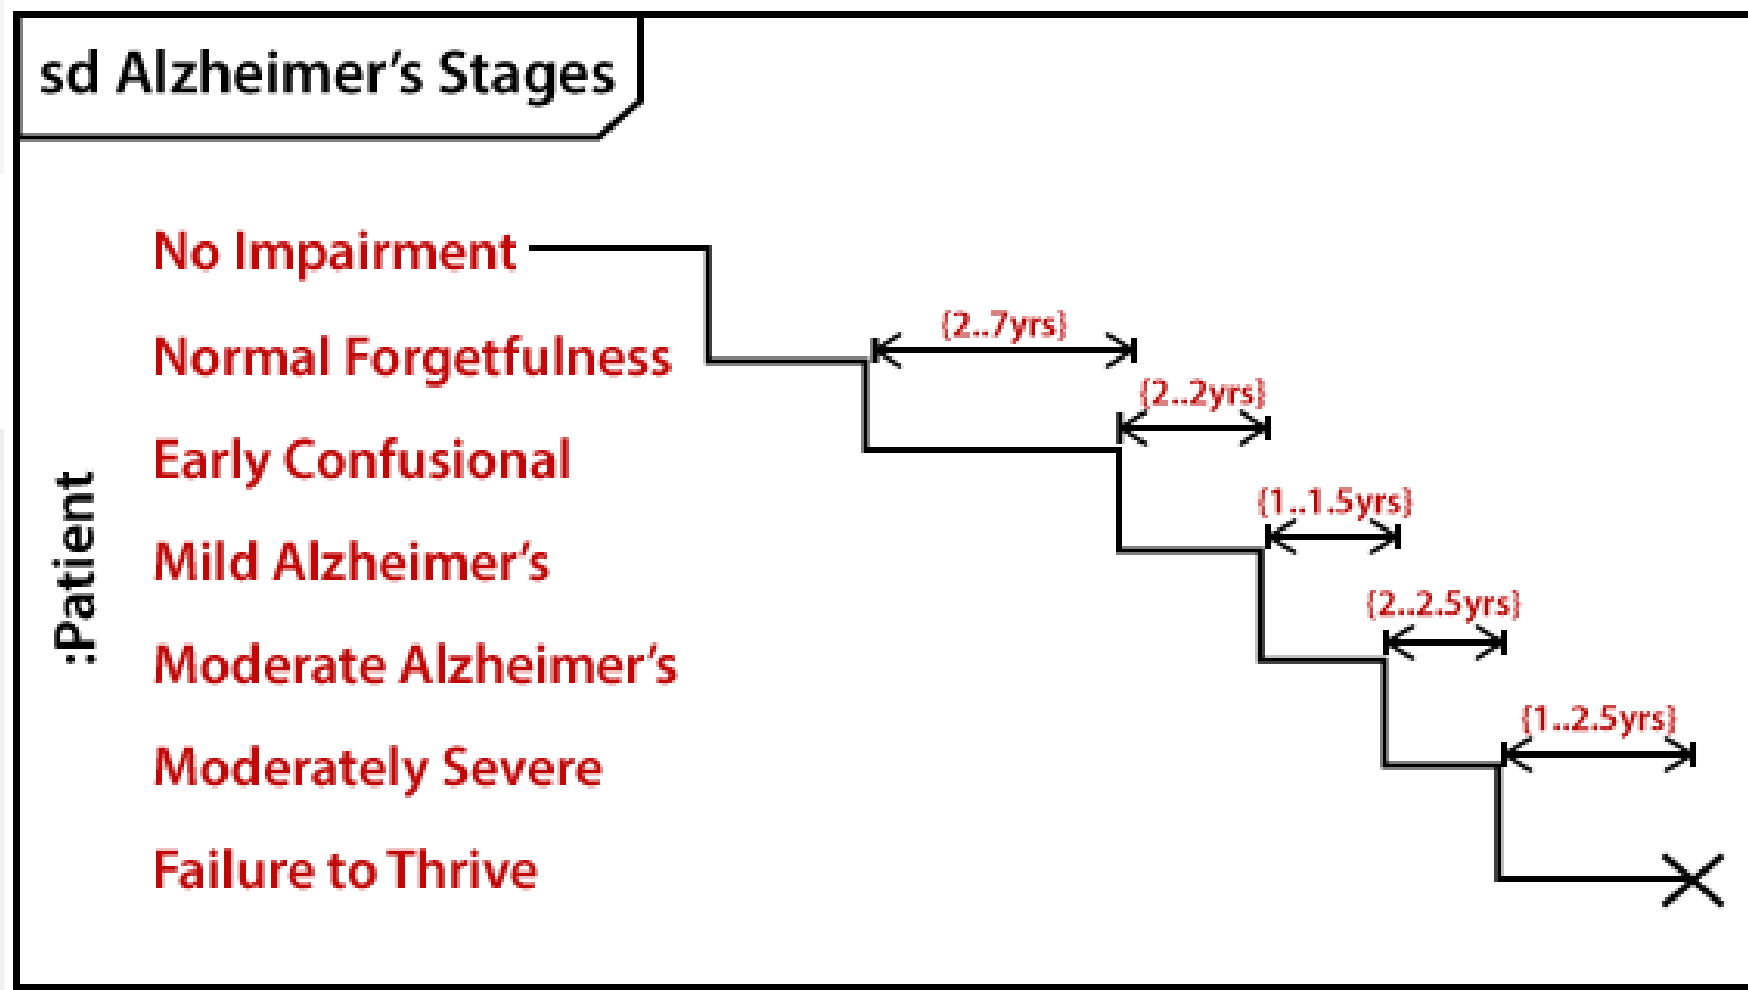 sd Alzheimer's Stages
No Impairment
Normal Forgetfulness
{2..7yrs}
{2..2yrs}
Early Confusional
{1..1.5yrs}
:Patient
Mild Alzheimer's
{2..2.5yrs}
Moderate Alzheimer's
{1..2.5yrs}
Moderately Severe
Failure to Thrive